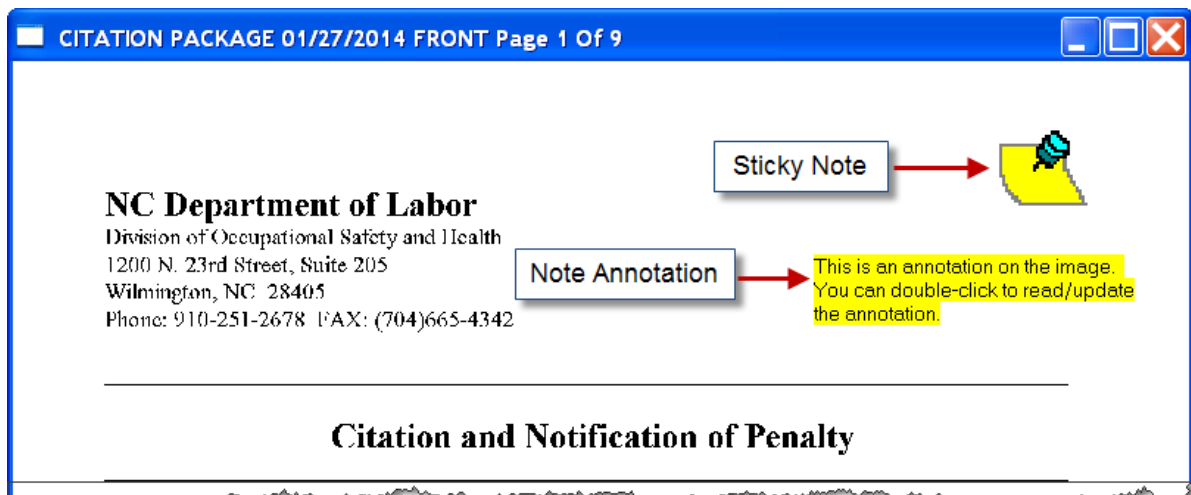 CITATION PACKAGE 01/27/2014 FRONT Page 1 Of 9
Sticky Note
NC Department of Labor
Division of Occupational Safety and Health
1200 N. 23rd Street, Suite 205
Wilmington, NC 28405
Phone: 910-251-2678 FAX: (704)665-4342
Note Annotation
This is an annotation on the image.
You can double-click to read/update
the annotation.
Citation and Notification of Penalty